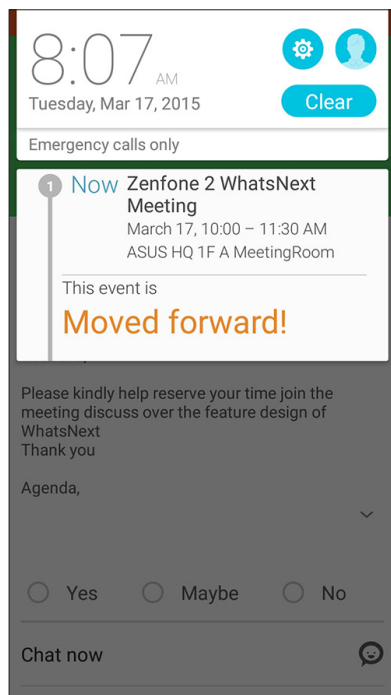 8:07 AM
Tuesday, Mar 17, 2015
Clear
Emergency calls only
1 Now Zenfone 2 WhatsNext
Meeting
March 17, 10:00 – 11:30 AM
ASUS HQ 1F A MeetingRoom
This event is
Moved forward!
Please kindly help reserve your time join the
meeting discuss over the feature design of
WhatsNext
Thank you
Agenda,
Yes Maybe No
Chat now